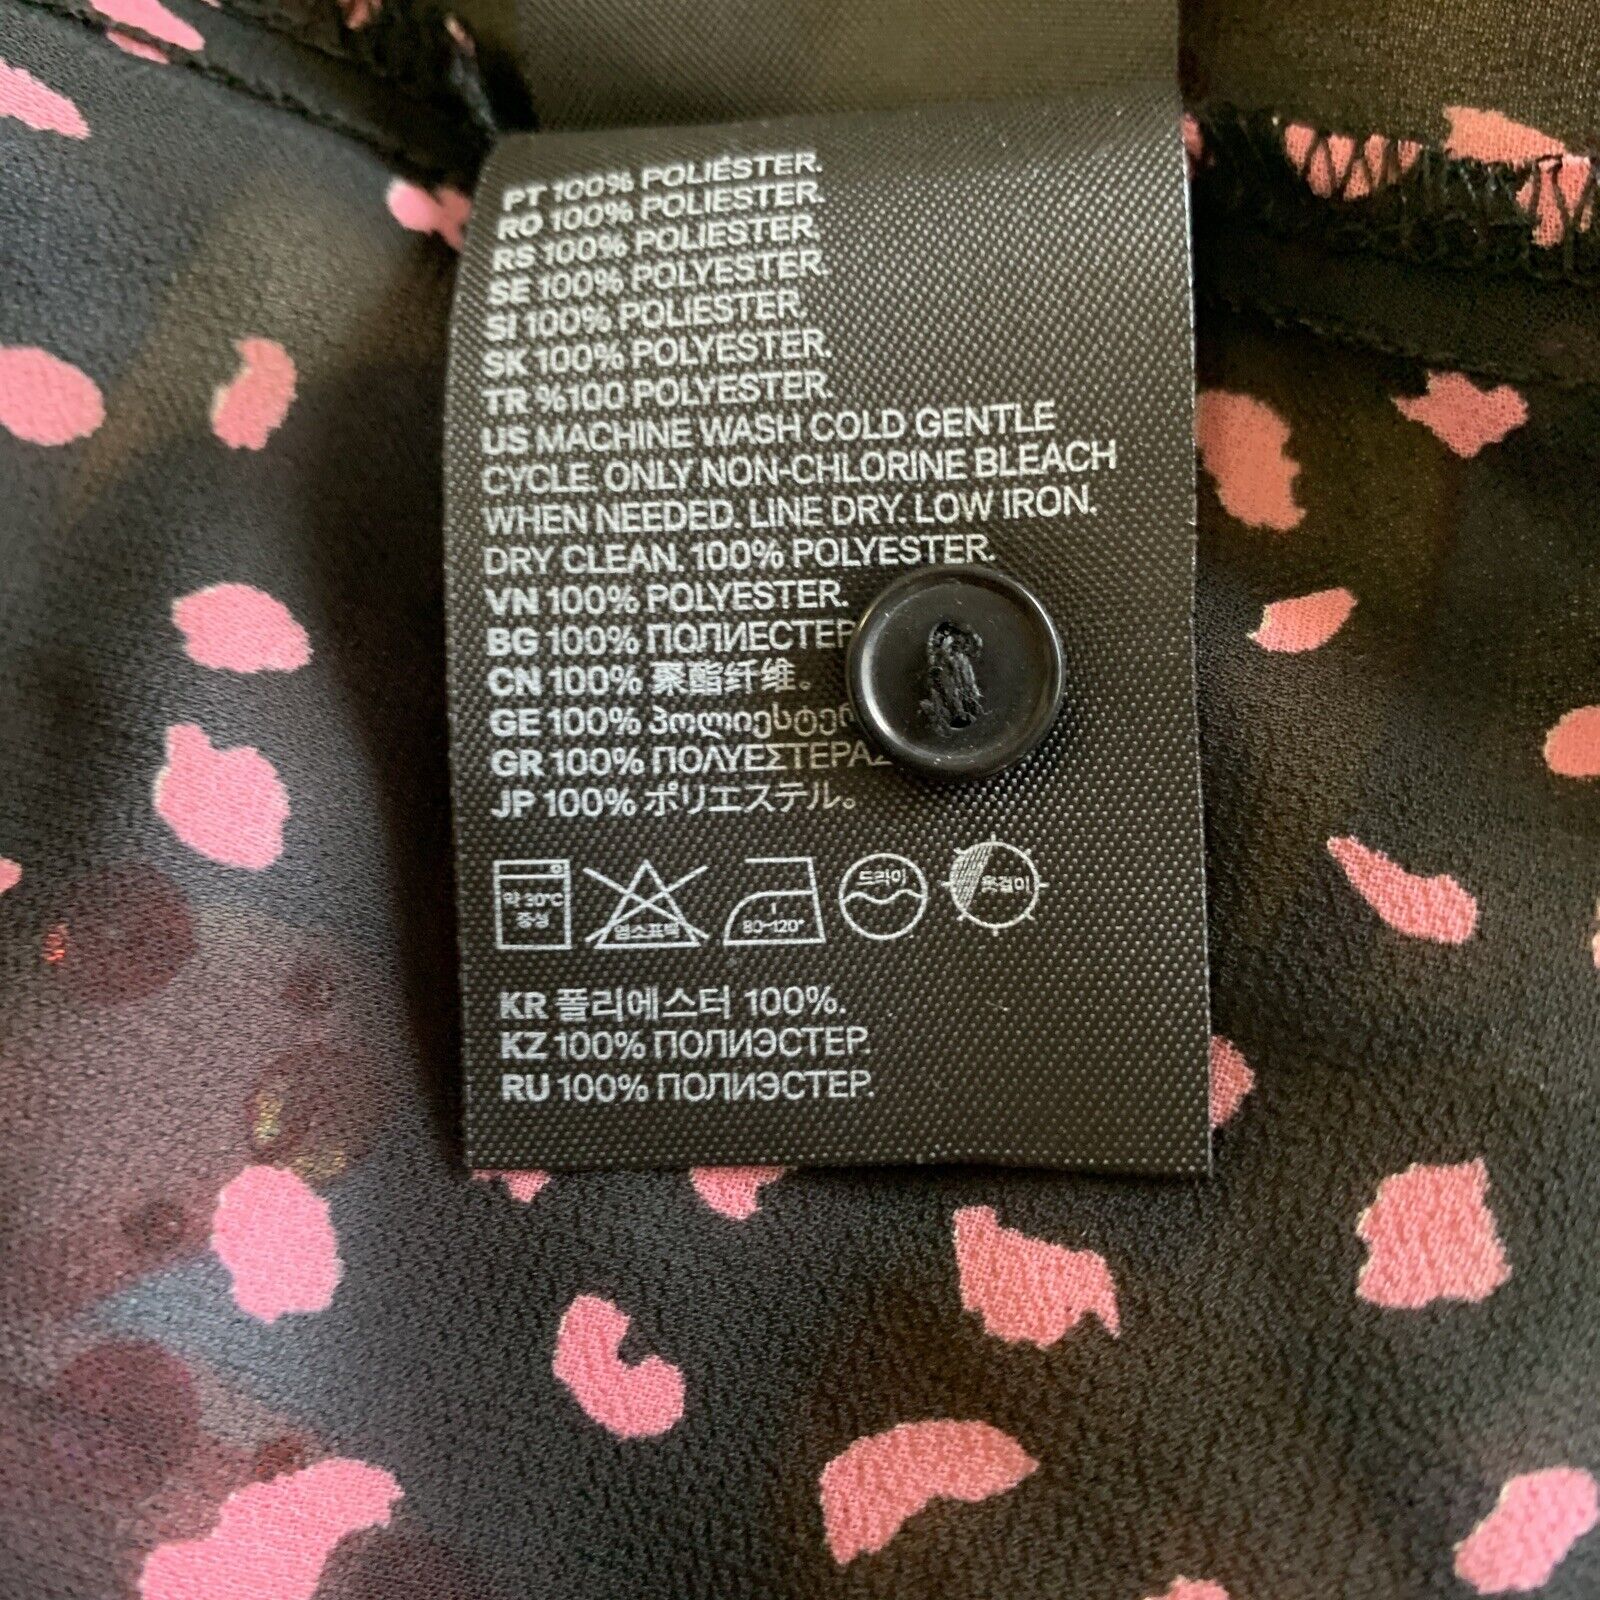 PT 100% POLIÉSTER.
RO 100% POLIESTER.
RS 100% POLIESTER.
SE 100% POLYESTER.
SI 100% POLIESTER.
SK 100% POLYESTER.
TR %100 POLYESTER.
US MACHINE WASH COLD GENTLE
CYCLE. ONLY NON-CHLORINE BLEACH
WHEN NEEDED. LINE DRY. LOW IRON.
DRY CLEAN. 100% POLYESTER.
VN 100% POLYESTER.
BG 100% ПОЛИЕСТЕР
CN 100% 聚酯纤维。
GE 100%
GR 100% ΠΟΛΥΕΣΤΕΡΑΣ
JP 100% ポリエステル。
약 30°C 중성 염소표백 1 80~120° 드라이 옷걸이
KR 폴리에스터 100%.
KZ 100% ПОЛИЭСТЕР.
RU 100% ПОЛИЭСТЕР.